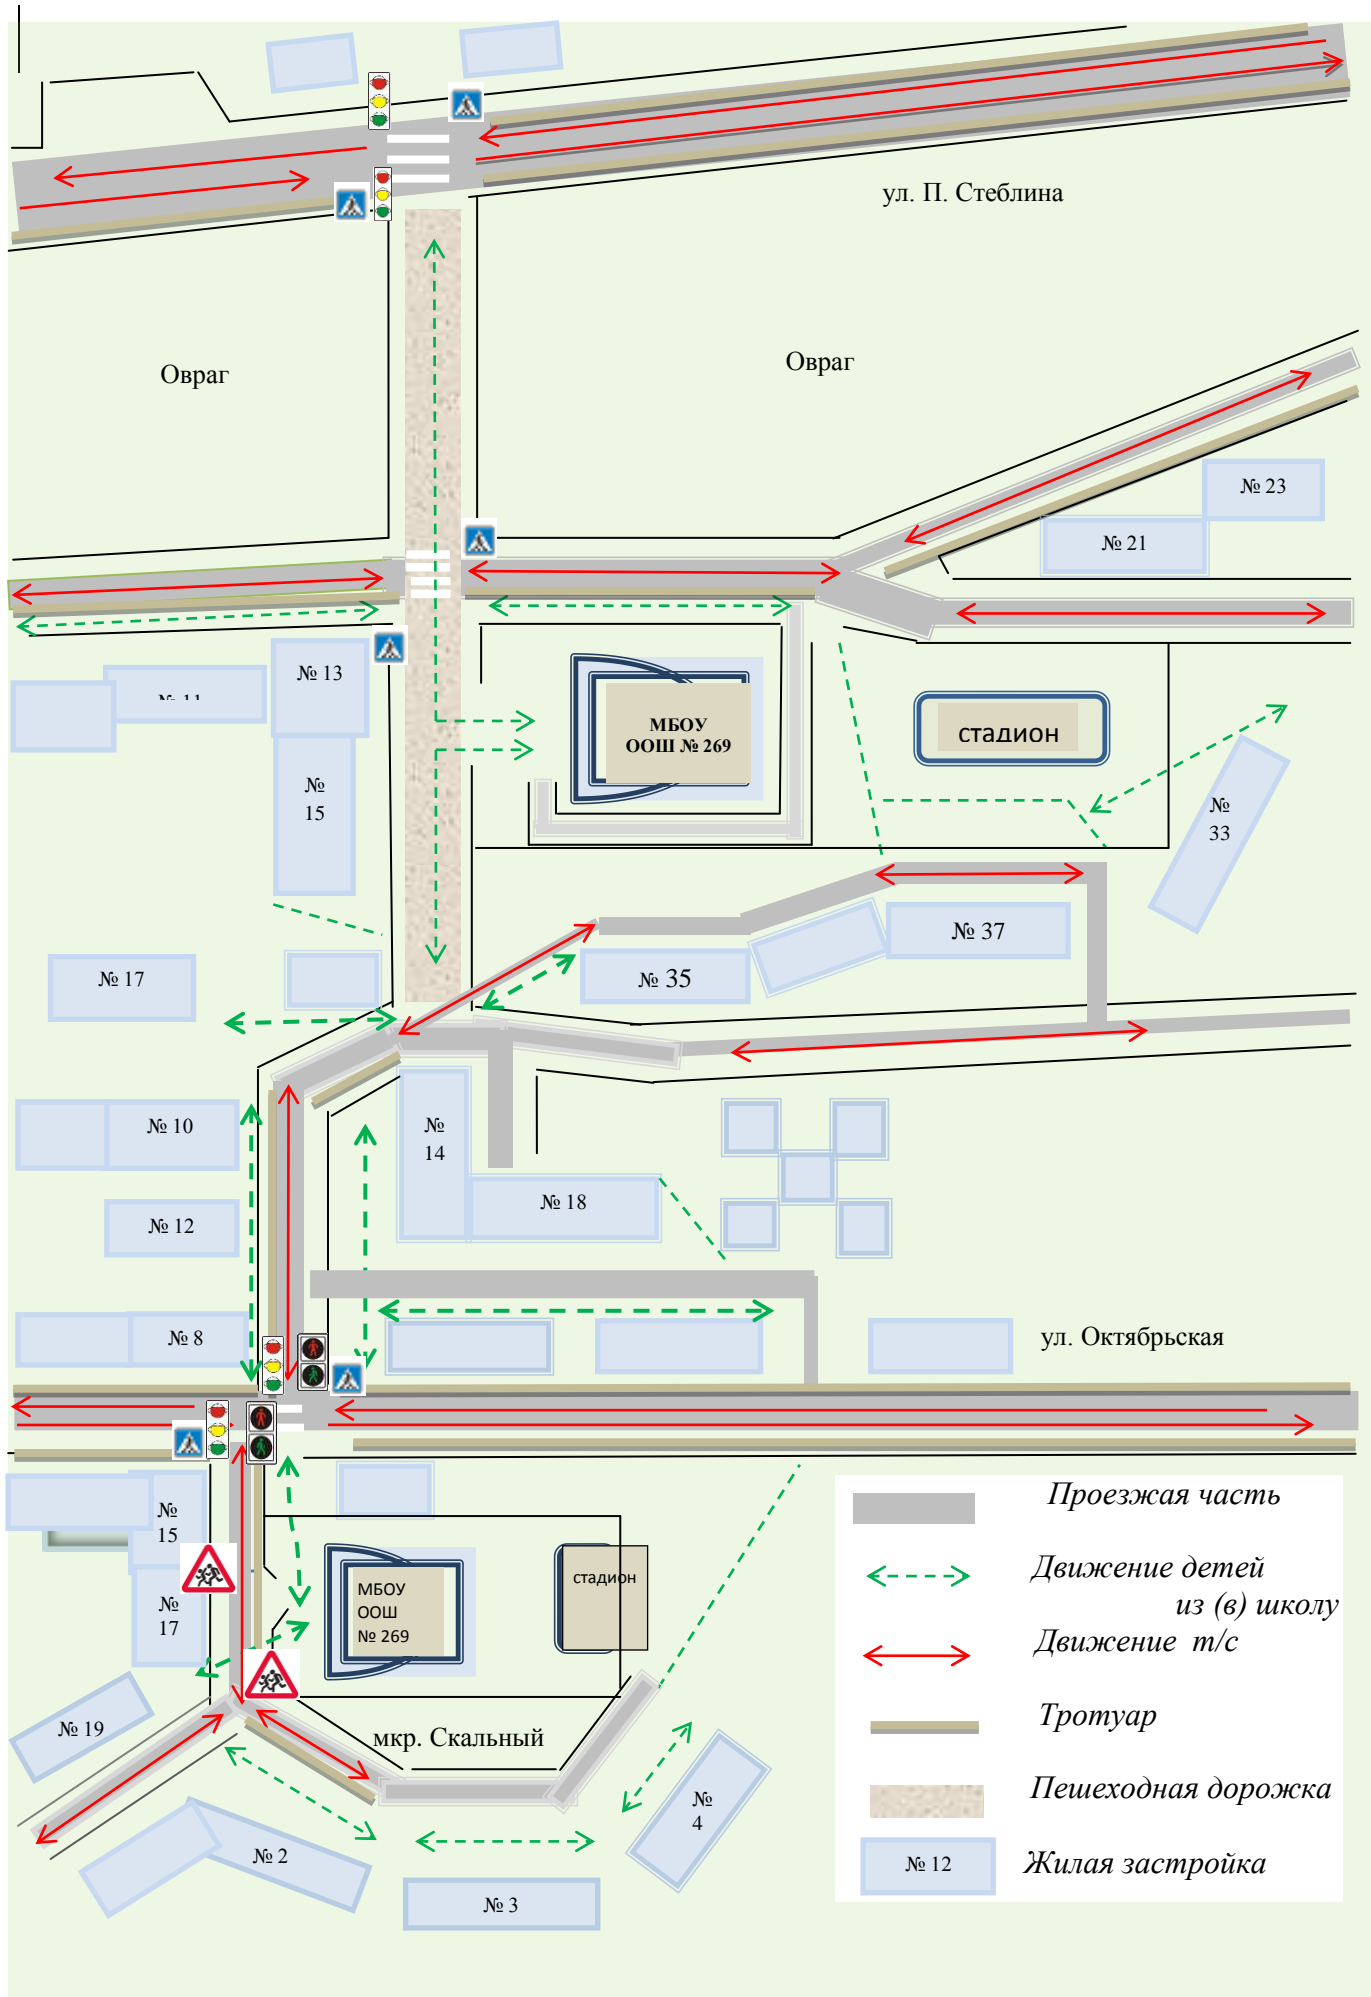 ул. П. Стеблина
Овраг
Овраг
№ 23
№ 21
№ 13
№ 11
МБОУ
ООШ № 269
стадион
№
15
№
33
№ 37
№ 17
№ 35
№
14
№ 10
№ 18
№ 12
№ 8
ул. Октябрьская
Проезжая часть
№
15
Движение детей
из (в) школу
стадион
МБОУ
ООШ
№ 269
№
17
Движение т/с
Тротуар
№ 19
мкр. Скальный
Пешеходная дорожка
№
4
№ 2
№ 12
Жилая застройка
№ 3